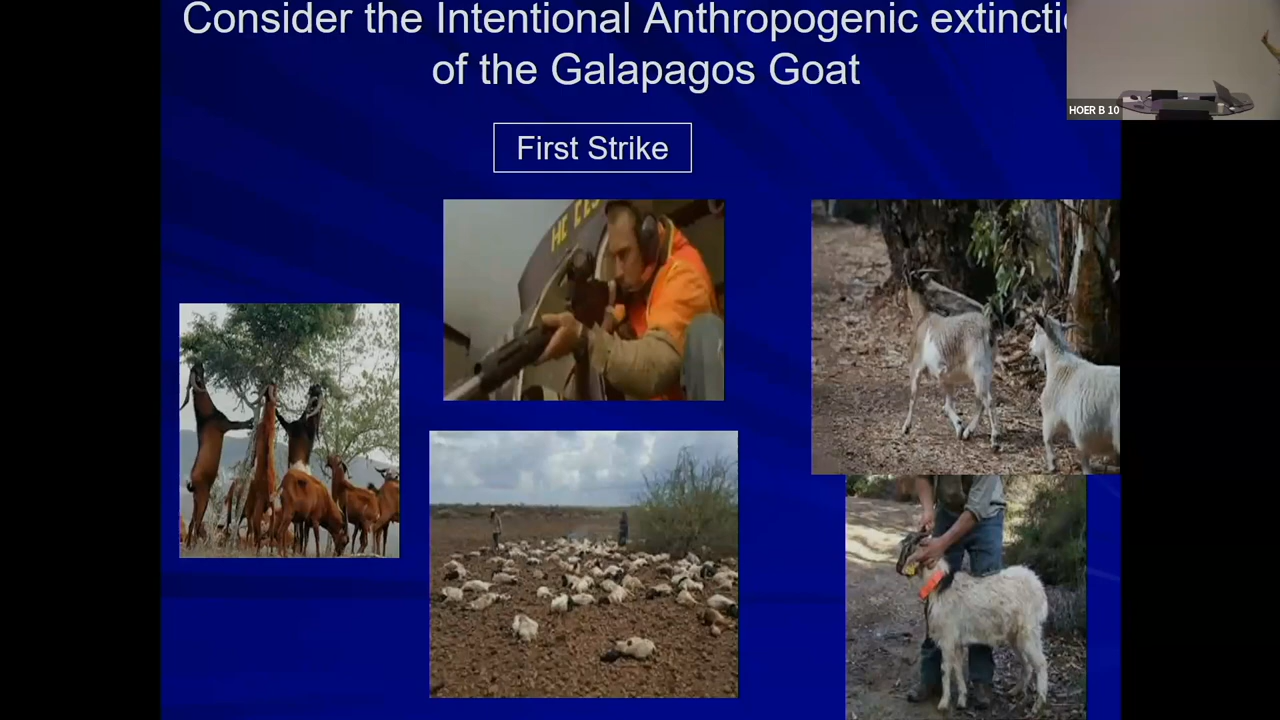 Consider the Intentional Anthropogenic extincti
of the Galapagos Goat
First Strike
HOER B 10